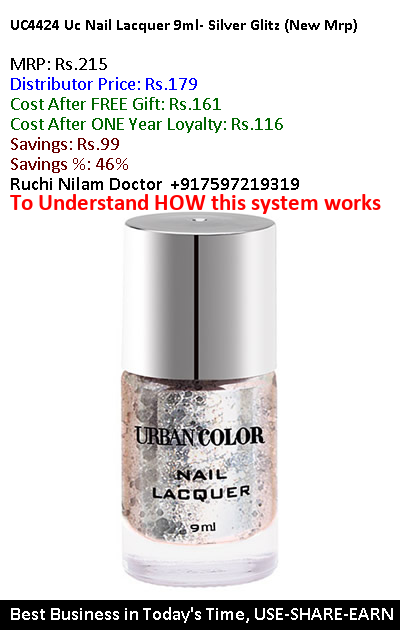 UC4424 Uc Nail Lacquer 9ml- Silver Glitz (New Mrp)
MRP: Rs.215
Distributor Price: Rs.179
Cost After FREE Gift: Rs.161
Cost After ONE Year Loyalty: Rs.116
Savings: Rs.99
Savings %: 46%
Ruchi Nilam Doctor +917597219319
To Understand HOW this system works
URBAN COLOR
NAIL
LACQUER
9ml
Best Business in Today's Time, USE-SHARE-EARN